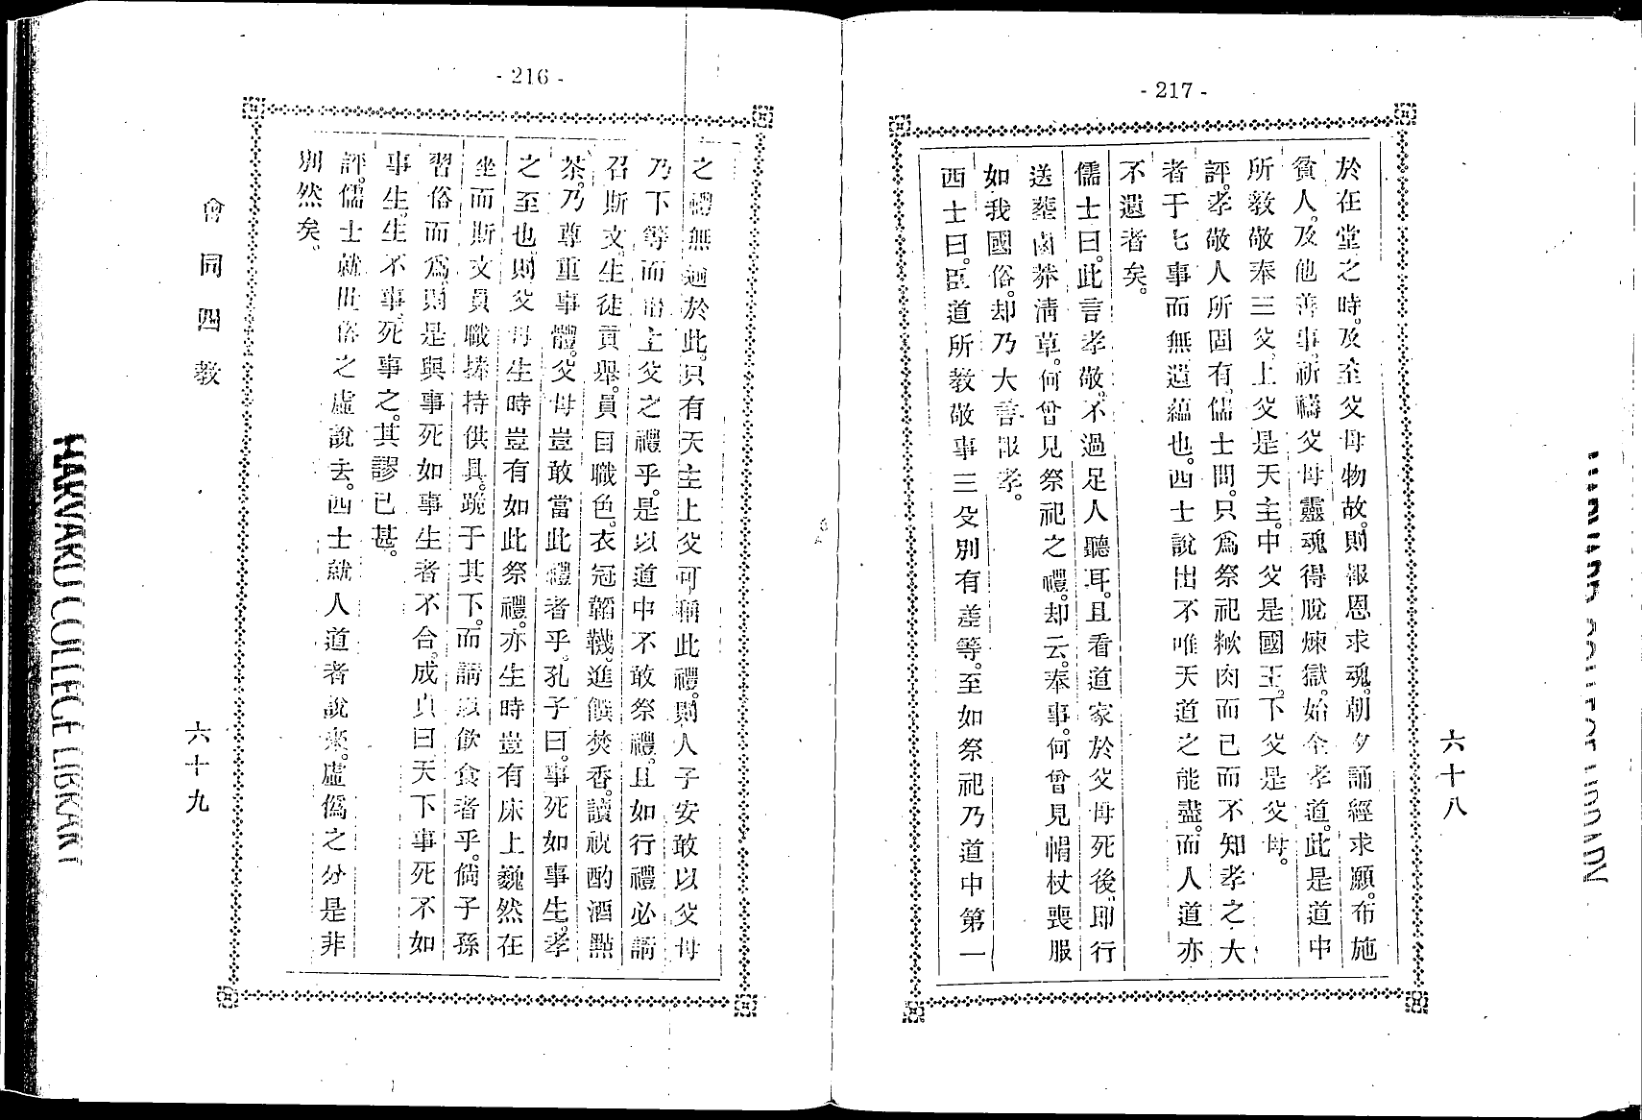 - 217 -
六十八
於在堂之時。及至父母物故。則報恩求魂。朝夕誦經求願。布施
貧人。及他善事。祈禱父母靈魂得脫煉獄。始全孝道。此是道中
所敎敬奉三父、上父是天主。中父是國王。下父是父母。
評。孝敬人所固有。儒士問。只爲祭祀歠肉而已而不知孝之大
者于七事而無遺蘊也。西士說出不唯天道之能盡。而人道亦
不遺者矣。
儒士曰。此言孝敬。不過足人聽耳。且看道家於父母死後。卽行
送葬鹵莽淸草。何曾見祭祀之禮。却云。奉事。何曾見帽杖喪服
如我國俗。却乃大善報孝。
西士曰。臣道所敎敬事三父別有差等。至如祭祀乃道中第一
- 216 -
之禮無過於此。只有天主上父可稱此禮。則人子安敢以父母
乃下等而僭上父之禮乎。是以道中不敢祭禮。且如行禮必請
召斯文。生徒貢舉。員目職色。衣冠韜韈。進饌焚香。讀祝酌酒點
茶。乃尊重事體。父母豈敢當此禮者乎。孔子曰。事死如事生。孝
之至也。則父母生時豈有如此祭禮。亦生時豈有床上巍然在
坐而斯文員職捧持供具。跪于其下。而請飮食者乎。倘子孫
習俗而爲。則是與事死如事生者不合。成眞曰天下事死不如
事生。生不事。死事之。其謬已甚。
評。儒士就世俗之虛說去。西士就人道者說來。虛僞之分是非
別然矣。
會同四敎
六十九
HARVARD COLLEGE LIBRARY